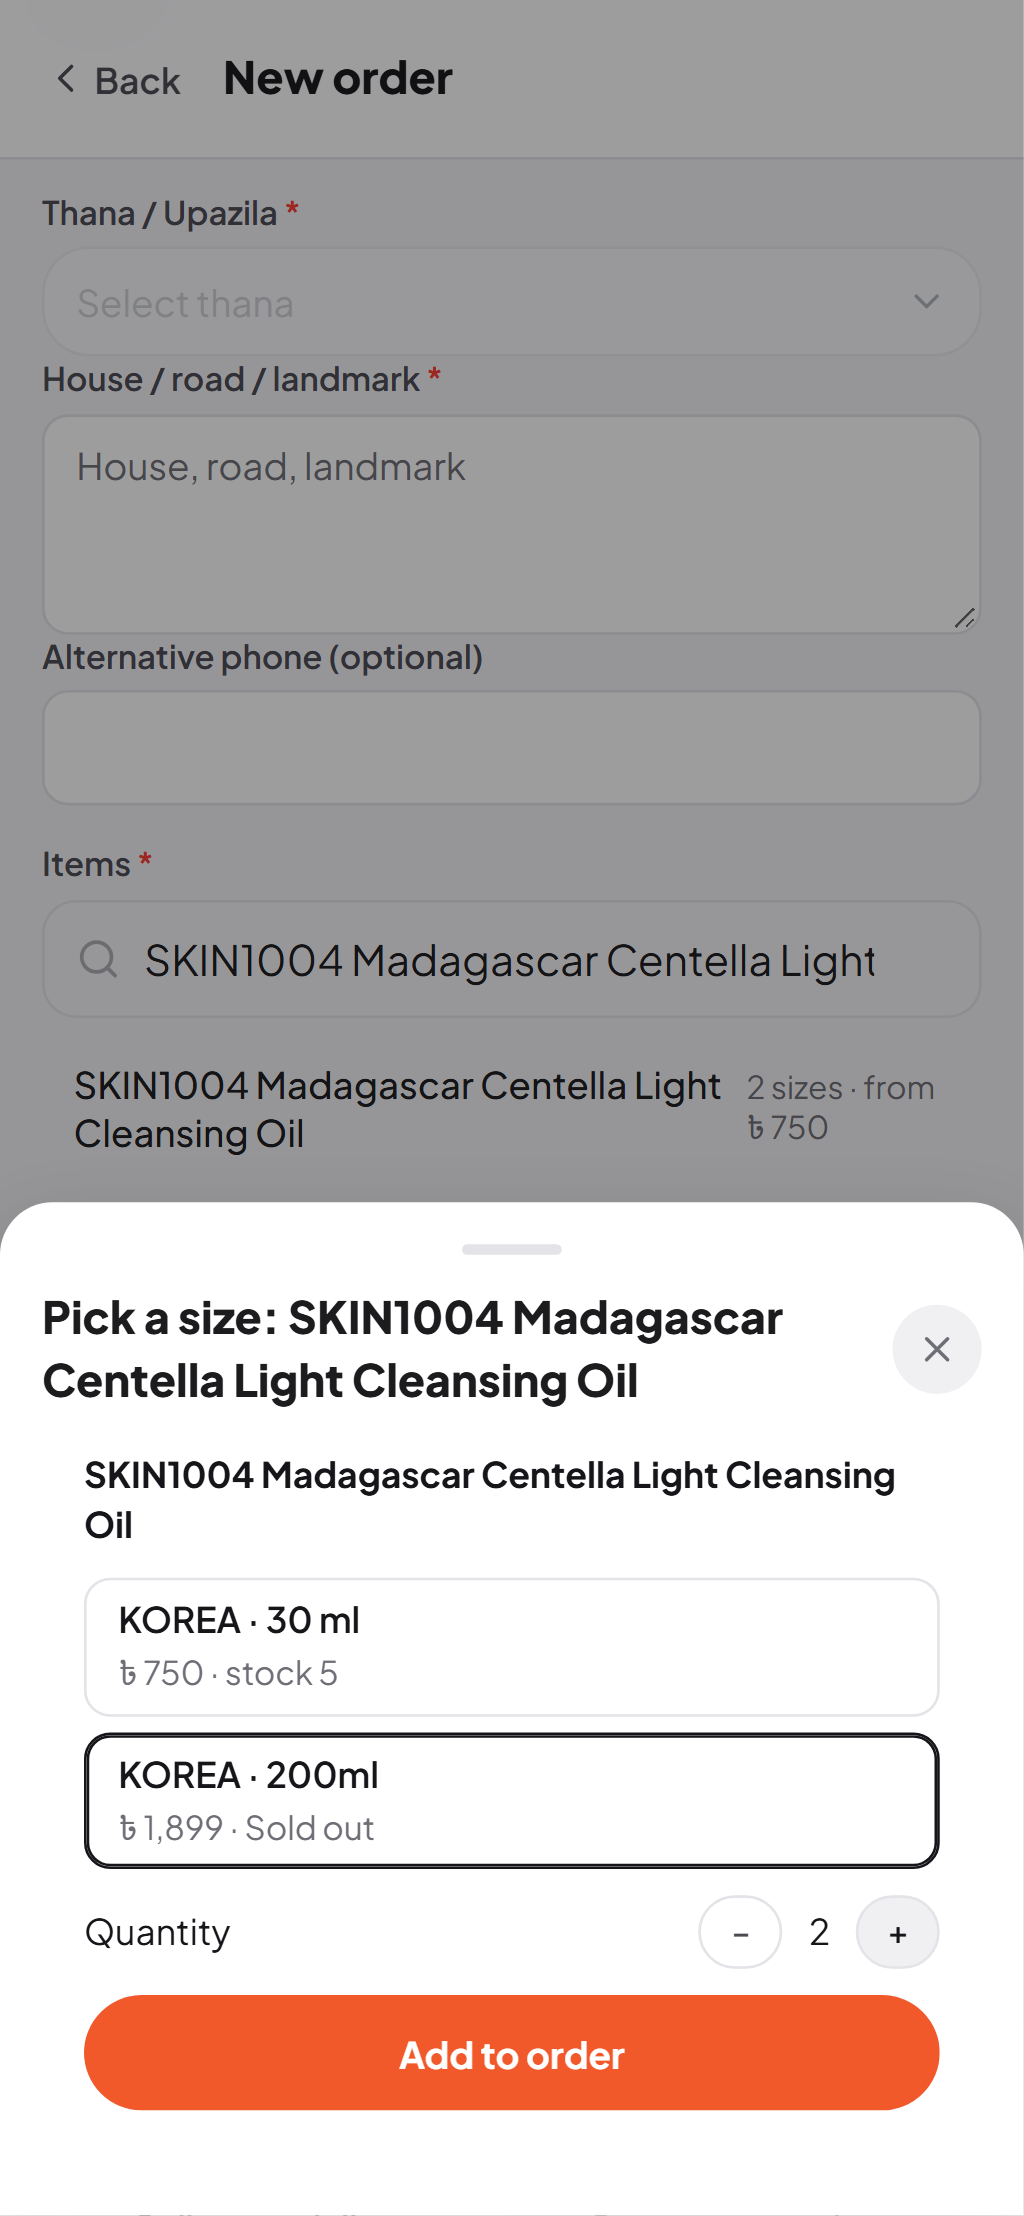 Back New order
Thana / Upazila *
Select thana
House / road / landmark *
House, road, landmark
Alternative phone (optional)
Items *
SKIN1004 Madagascar Centella Light
SKIN1004 Madagascar Centella Light
Cleansing Oil
2 sizes · from
৳ 750
Pick a size: SKIN1004 Madagascar
Centella Light Cleansing Oil
SKIN1004 Madagascar Centella Light Cleansing
Oil
KOREA · 30 ml
৳ 750 · stock 5
KOREA · 200ml
৳ 1,899 · Sold out
Quantity - 2 +
Add to order